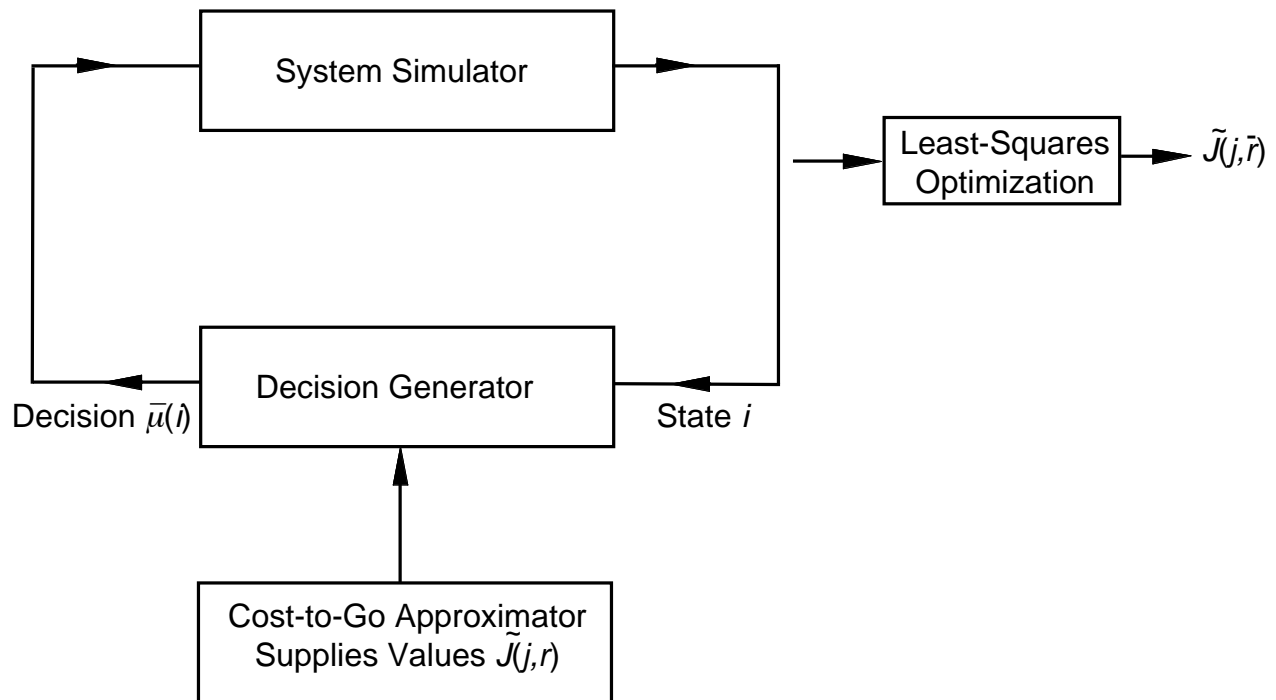 System Simulator
Least-Squares
Optimization
J̃(j,r̄)
Decision Generator
Decision μ̄(i)
State i
Cost-to-Go Approximator
Supplies Values J̃(j,r)